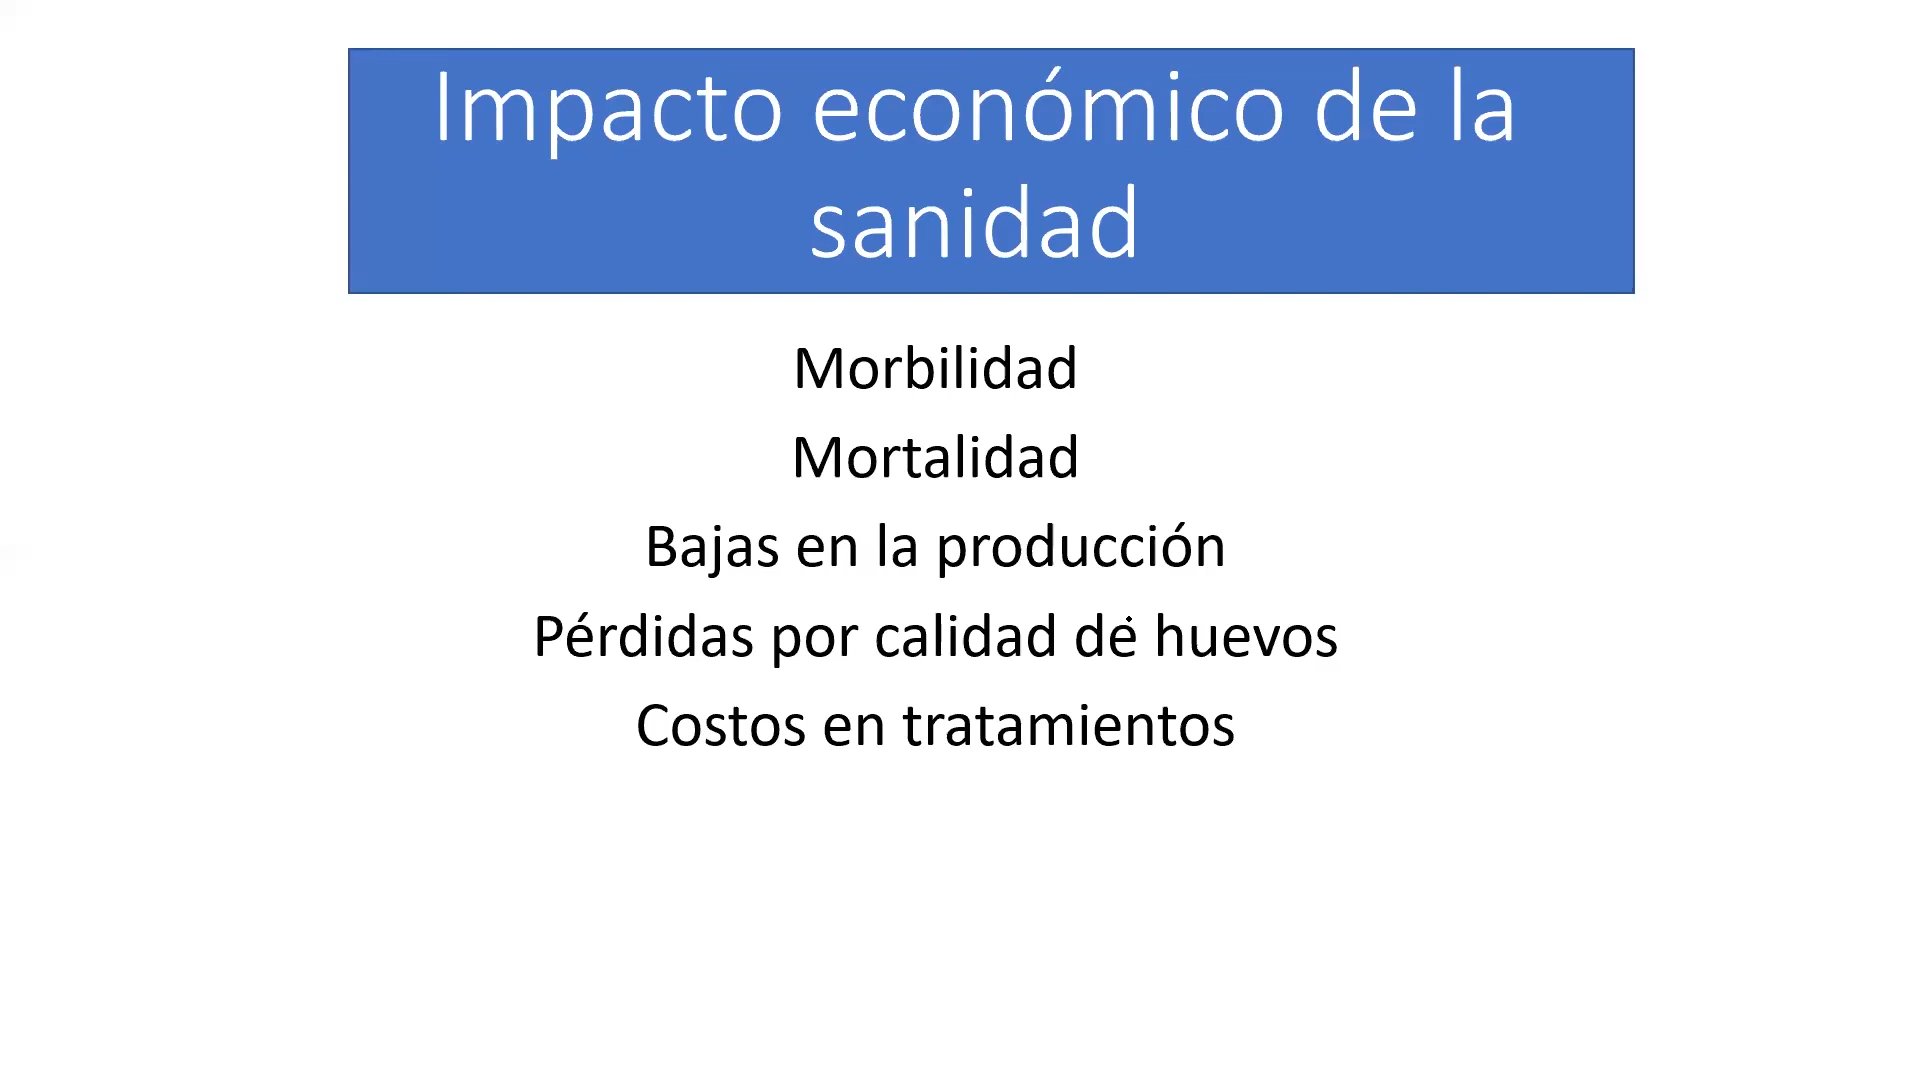 Impacto económico de la
sanidad
Morbilidad
Mortalidad
Bajas en la producción
Pérdidas por calidad de huevos
Costos en tratamientos